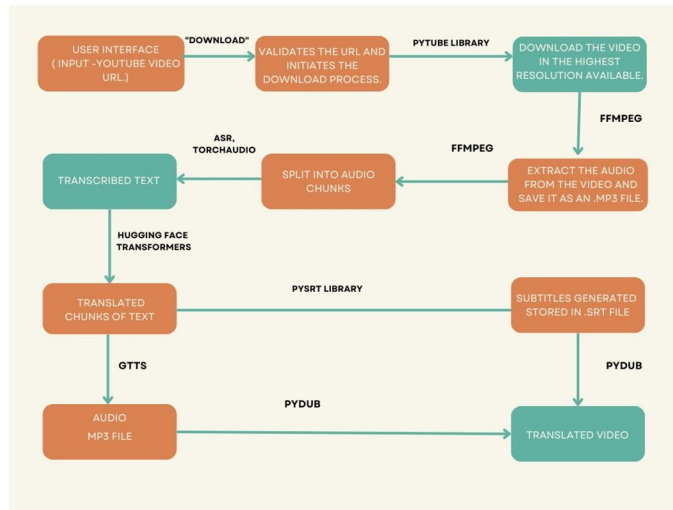 USER INTERFACE
( INPUT -YOUTUBE VIDEO
URL.)
"DOWNLOAD"
VALIDATES THE URL AND
INITIATES THE
DOWNLOAD PROCESS.
PYTUBE LIBRARY
DOWNLOAD THE VIDEO
IN THE HIGHEST
RESOLUTION AVAILABLE.
FFMPEG
EXTRACT THE AUDIO
FROM THE VIDEO AND
SAVE IT AS AN .MP3 FILE.
FFMPEG
SPLIT INTO AUDIO
CHUNKS
ASR,
TORCHAUDIO
TRANSCRIBED TEXT
HUGGING FACE
TRANSFORMERS
TRANSLATED
CHUNKS OF TEXT
PYSRT LIBRARY
SUBTITLES GENERATED
STORED IN .SRT FILE
GTTS
PYDUB
AUDIO
MP3 FILE
PYDUB
TRANSLATED VIDEO